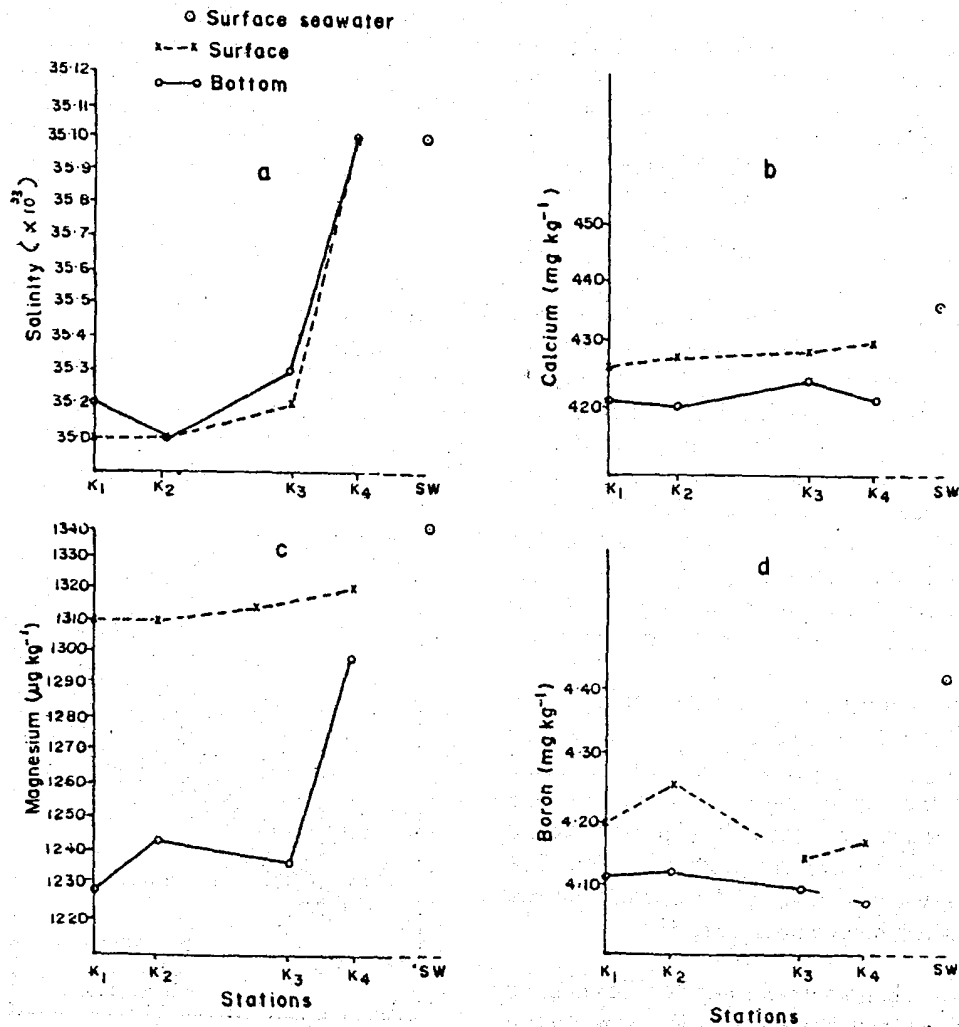 Surface seawater
Surface
Bottom
a
Salinity (×10³³)
35·12
35·11
35·10
35·9
35·8
35·7
35·6
35·5
35·4
35·3
35·2
35·0
K1 K2 K3 K4 SW
b
Calcium (mg kg⁻¹)
450
440
430
420
K1 K2 K3 K4 SW
c
Magnesium (µg kg⁻¹)
1340
1330
1320
1310
1300
1290
1280
1270
1260
1250
1240
1230
1220
K1 K2 K3 K4 SW
Stations
d
Boron (mg kg⁻¹)
4·40
4·30
4·20
4·10
K1 K2 K3 K4 SW
Stations